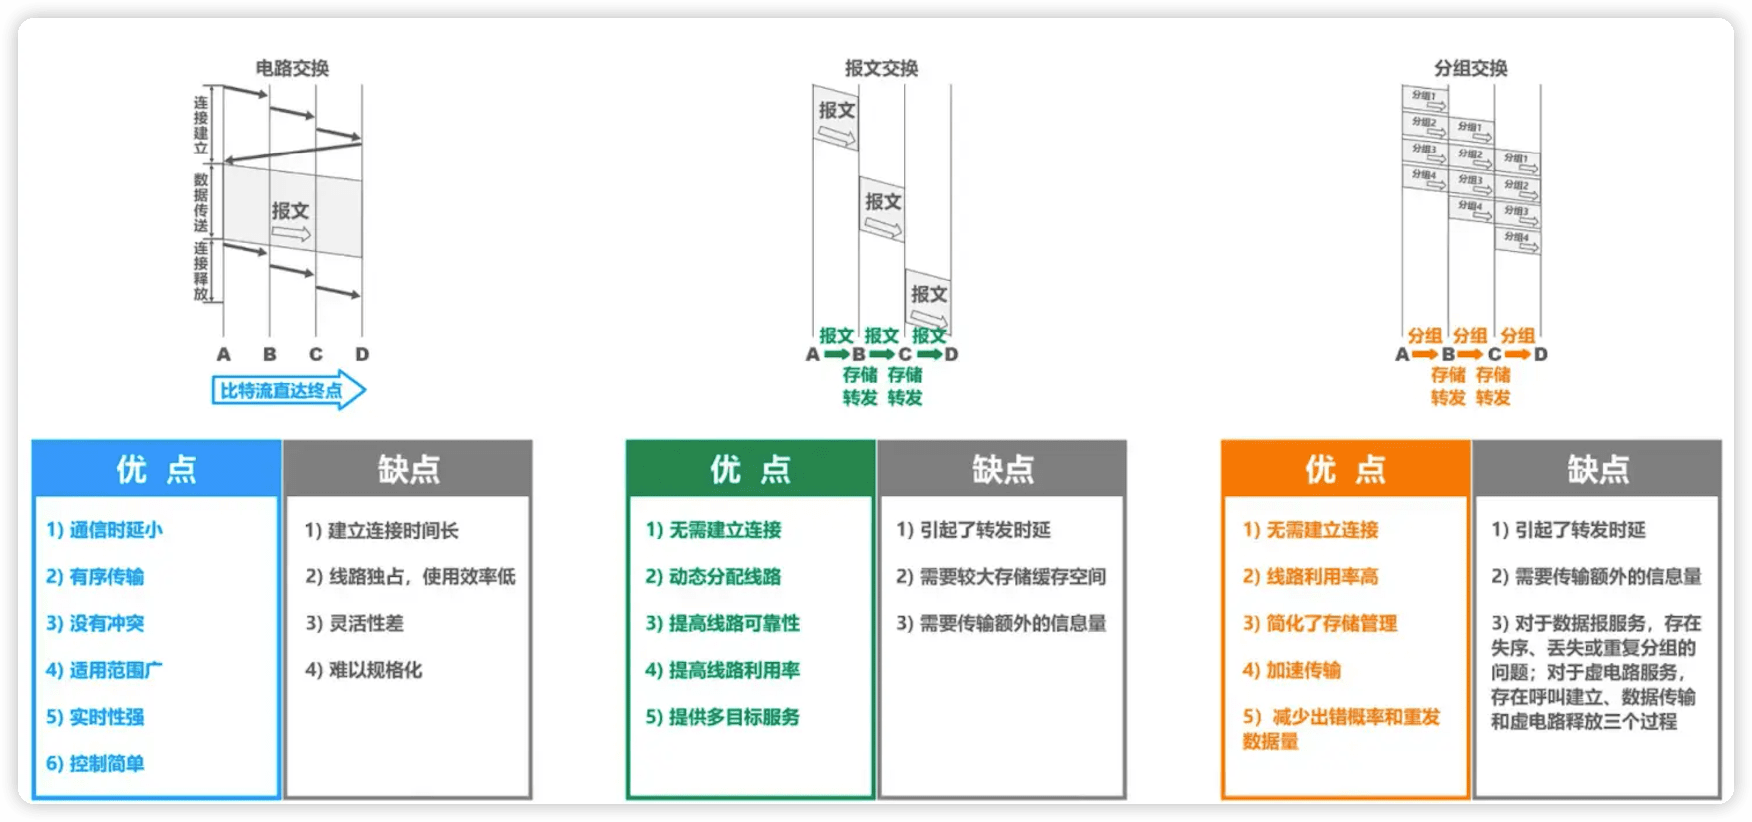 电路交换
连接建立
数据传送
连接释放
报文
A B C D
比特流直达终点
优 点
缺点
1) 通信时延小
2) 有序传输
3) 没有冲突
4) 适用范围广
5) 实时性强
6) 控制简单
1) 建立连接时间长
2) 线路独占，使用效率低
3) 灵活性差
4) 难以规格化
报文交换
报文
报文
报文
报文 报文 报文
A B C D
存储 存储
转发 转发
优 点
缺点
1) 无需建立连接
2) 动态分配线路
3) 提高线路可靠性
4) 提高线路利用率
5) 提供多目标服务
1) 引起了转发时延
2) 需要较大存储缓存空间
3) 需要传输额外的信息量
分组交换
分组1
分组2 分组1
分组3 分组2 分组1
分组4 分组3 分组2
分组4 分组3
分组4
分组 分组 分组
A B C D
存储 存储
转发 转发
优 点
缺点
1) 无需建立连接
2) 线路利用率高
3) 简化了存储管理
4) 加速传输
5）减少出错概率和重发
数据量
1) 引起了转发时延
2) 需要传输额外的信息量
3) 对于数据报服务，存在
失序、丢失或重复分组的
问题；对于虚电路服务，
存在呼叫建立、数据传输
和虚电路释放三个过程